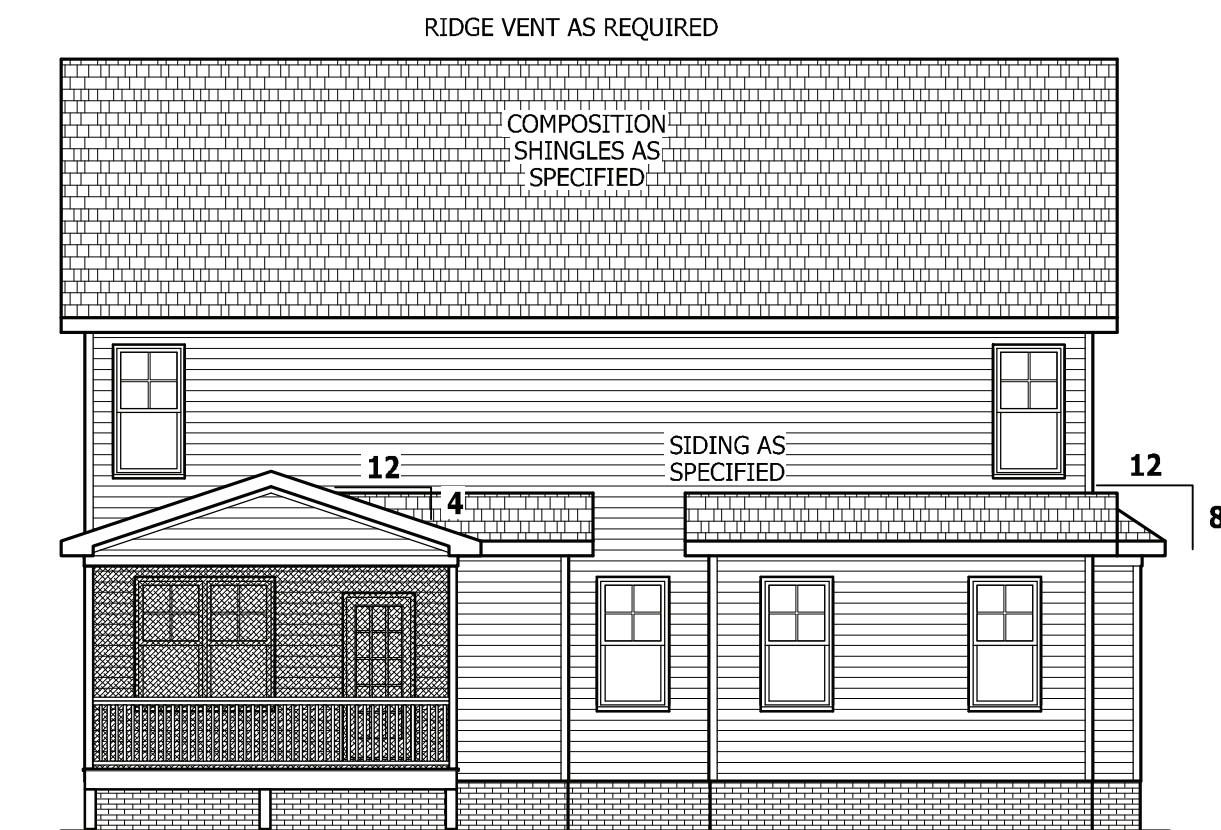 RIDGE VENT AS REQUIRED
COMPOSITION
SHINGLES AS
SPECIFIED
SIDING AS
SPECIFIED
12
4
12
8